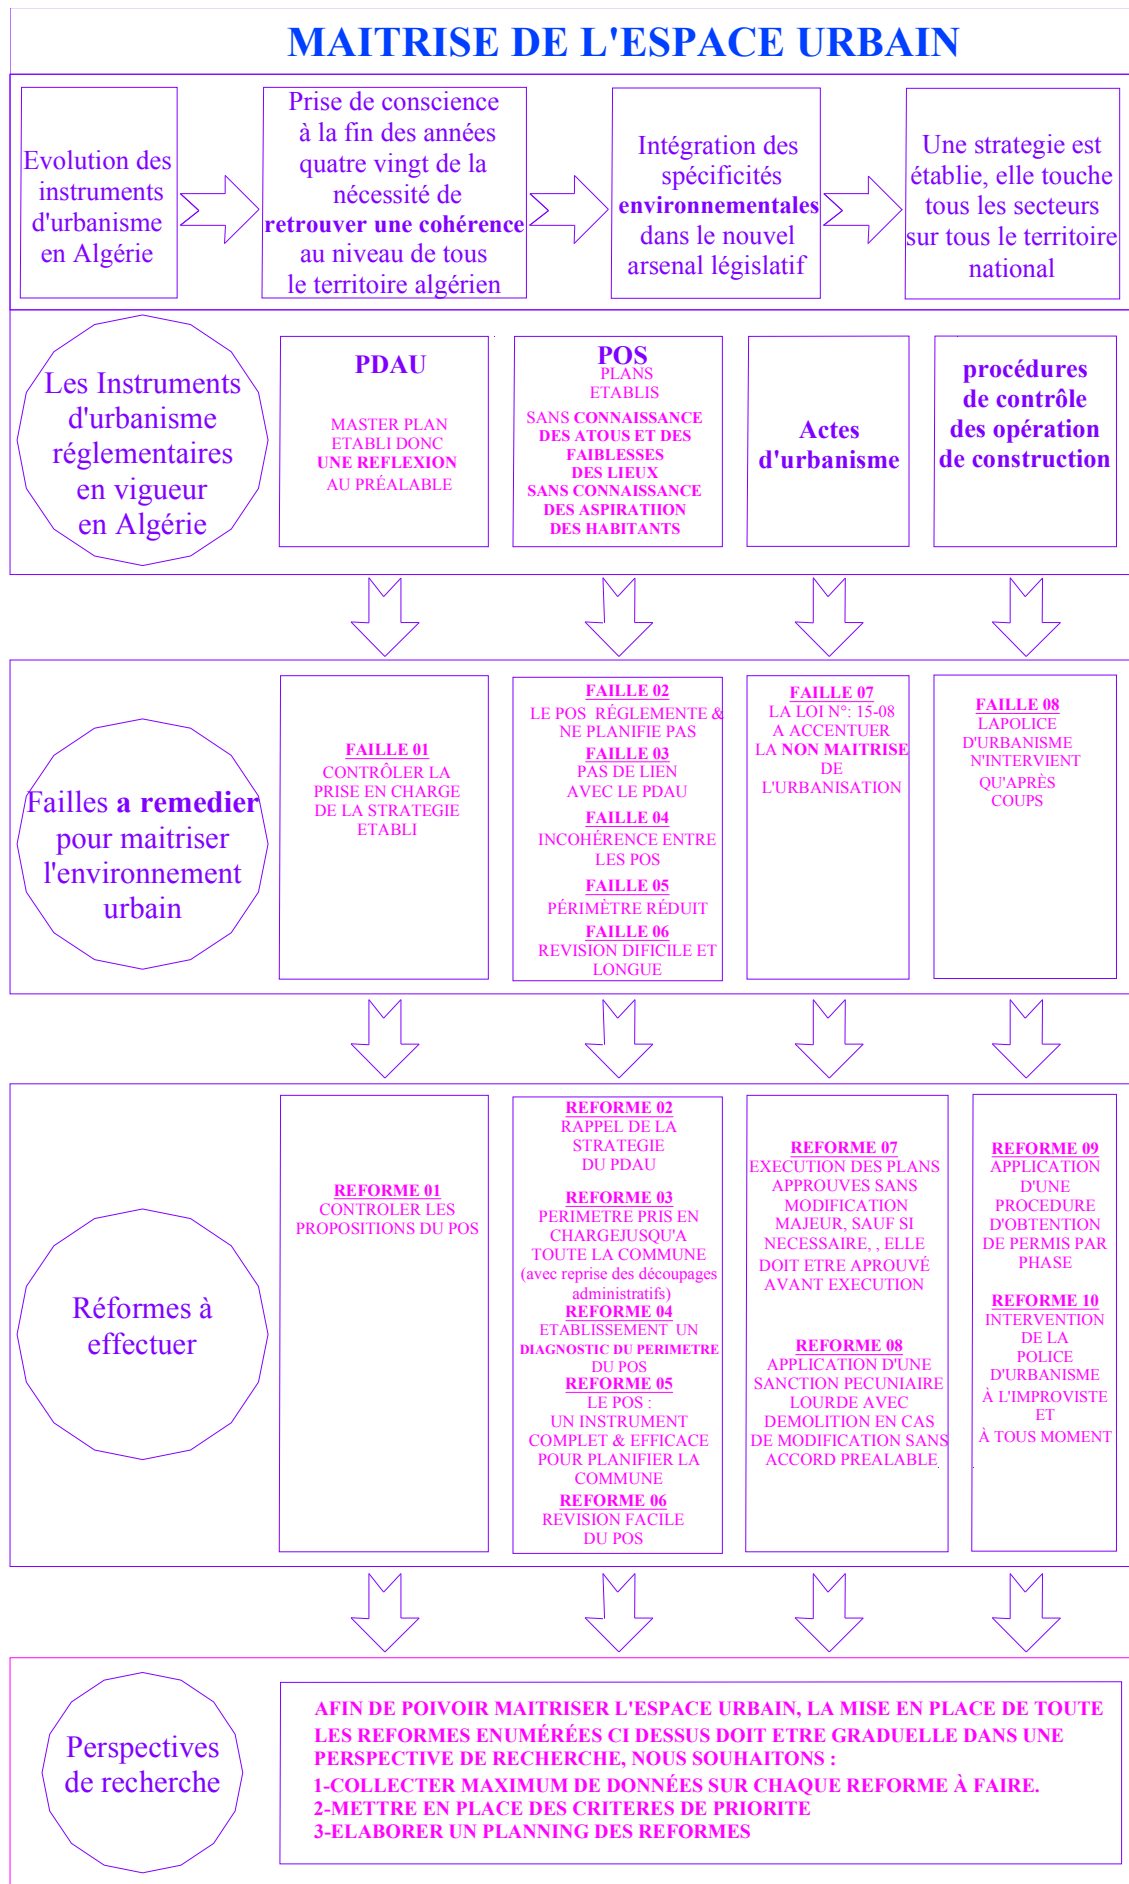 MAITRISE DE L'ESPACE URBAIN
Evolution des
instruments
d'urbanisme
en Algérie
Prise de conscience
à la fin des années
quatre vingt de la
nécessité de
retrouver une cohérence
au niveau de tous
le territoire algérien
Intégration des
spécificités
environnementales
dans le nouvel
arsenal législatif
Une strategie est
établie, elle touche
tous les secteurs
sur tous le territoire
national
Les Instruments
d'urbanisme
réglementaires
en vigueur
en Algérie
PDAU
MASTER PLAN
ETABLI DONC
UNE REFLEXION
AU PRÉALABLE
POS
PLANS
ETABLIS
SANS CONNAISSANCE
DES ATOUS ET DES
FAIBLESSES
DES LIEUX
SANS CONNAISSANCE
DES ASPIRATIION
DES HABITANTS
Actes
d'urbanisme
procédures
de contrôle
des opération
de construction
Failles a remedier
pour maitriser
l'environnement
urbain
FAILLE 01
CONTRÔLER LA
PRISE EN CHARGE
DE LA STRATEGIE
ETABLI
FAILLE 02
LE POS RÉGLEMENTE &
NE PLANIFIE PAS
FAILLE 03
PAS DE LIEN
AVEC LE PDAU
FAILLE 04
INCOHÉRENCE ENTRE
LES POS
FAILLE 05
PÉRIMÈTRE RÉDUIT
FAILLE 06
REVISION DIFICILE ET
LONGUE
FAILLE 07
LA LOI N°: 15-08
A ACCENTUER
LA NON MAITRISE
DE
L'URBANISATION
FAILLE 08
LAPOLICE
D'URBANISME
N'INTERVIENT
QU'APRÈS
COUPS
Réformes à
effectuer
REFORME 01
CONTROLER LES
PROPOSITIONS DU POS
REFORME 02
RAPPEL DE LA
STRATEGIE
DU PDAU
REFORME 03
PERIMETRE PRIS EN
CHARGEJUSQU'A
TOUTE LA COMMUNE
(avec reprise des découpages
administratifs)
REFORME 04
ETABLISSEMENT UN
DIAGNOSTIC DU PERIMETRE
DU POS
REFORME 05
LE POS :
UN INSTRUMENT
COMPLET & EFFICACE
POUR PLANIFIER LA
COMMUNE
REFORME 06
REVISION FACILE
DU POS
REFORME 07
EXECUTION DES PLANS
APPROUVES SANS
MODIFICATION
MAJEUR, SAUF SI
NECESSAIRE, , ELLE
DOIT ETRE APROUVÉ
AVANT EXECUTION
REFORME 08
APPLICATION D'UNE
SANCTION PECUNIAIRE
LOURDE AVEC
DEMOLITION EN CAS
DE MODIFICATION SANS
ACCORD PREALABLE
REFORME 09
APPLICATION
D'UNE
PROCEDURE
D'OBTENTION
DE PERMIS PAR
PHASE
REFORME 10
INTERVENTION
DE LA
POLICE
D'URBANISME
À L'IMPROVISTE
ET
À TOUS MOMENT
Perspectives
de recherche
AFIN DE POIVOIR MAITRISER L'ESPACE URBAIN, LA MISE EN PLACE DE TOUTE
LES REFORMES ENUMÉRÉES CI DESSUS DOIT ETRE GRADUELLE DANS UNE
PERSPECTIVE DE RECHERCHE, NOUS SOUHAITONS :
1-COLLECTER MAXIMUM DE DONNÉES SUR CHAQUE REFORME À FAIRE.
2-METTRE EN PLACE DES CRITERES DE PRIORITE
3-ELABORER UN PLANNING DES REFORMES